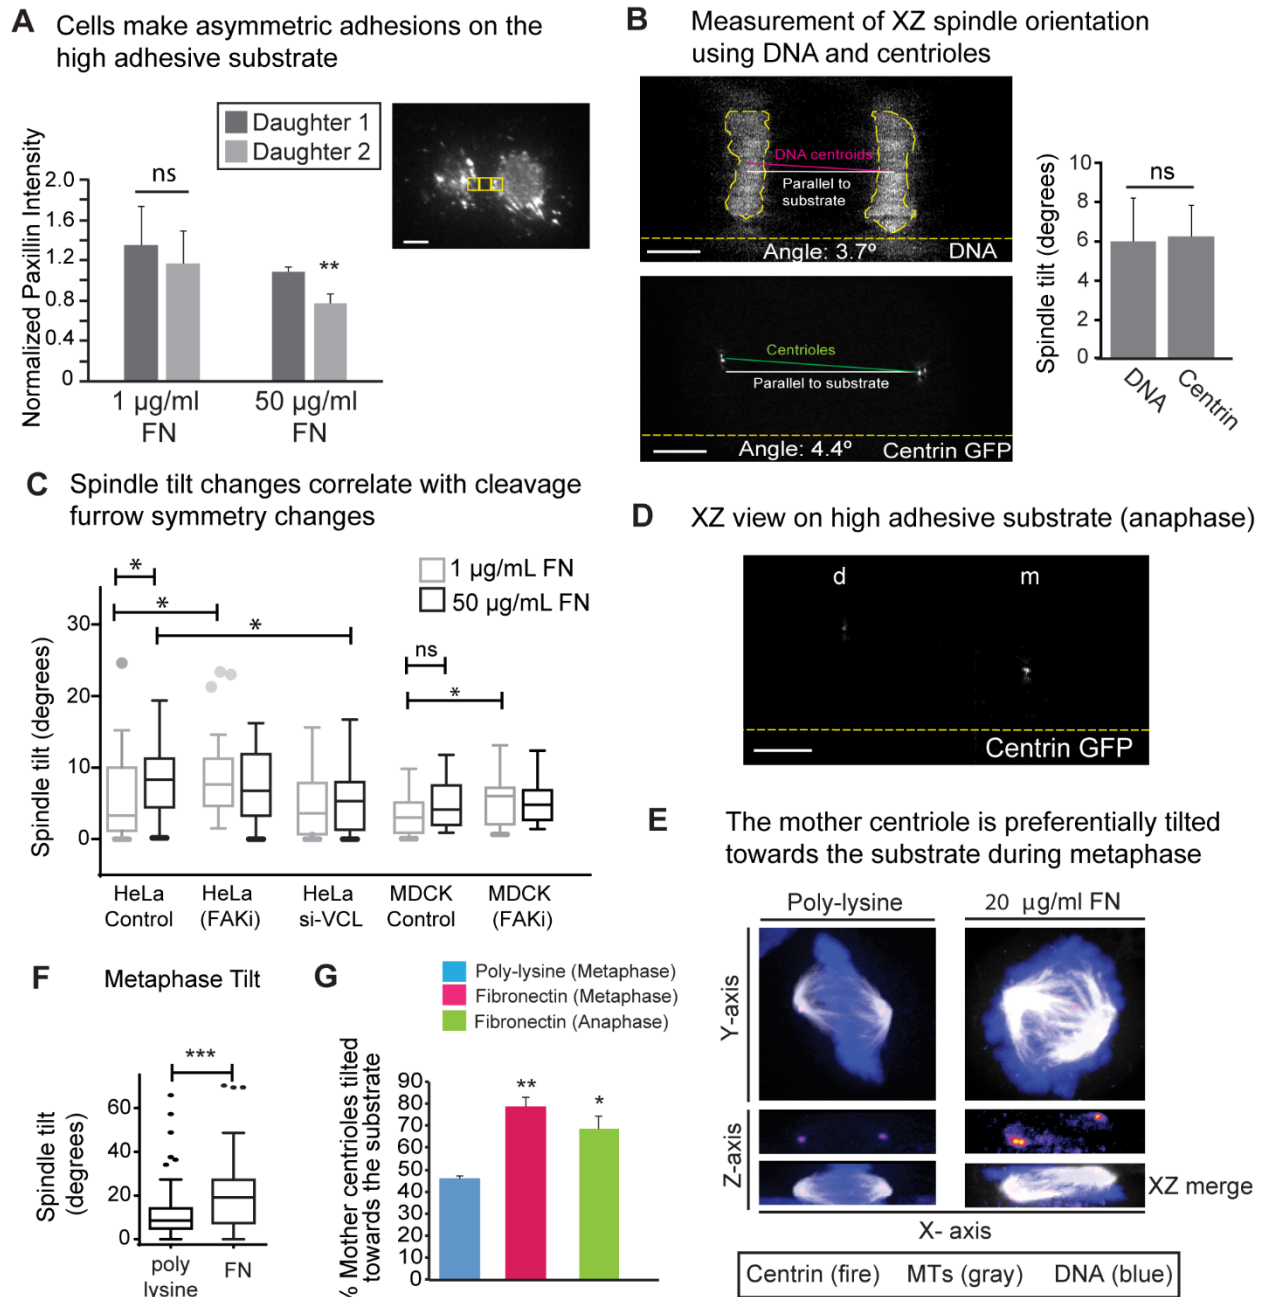 A Cells make asymmetric adhesions on the
high adhesive substrate
Daughter 1
Daughter 2
ns
**
Normalized Paxillin Intensity
2.0
1.6
1.2
0.8
0.4
0
1 µg/ml
FN
50 µg/ml
FN
B Measurement of XZ spindle orientation
using DNA and centrioles
DNA centroids
Parallel to
substrate
Angle: 3.7º
DNA
Centrioles
Parallel to substrate
Angle: 4.4º
Centrin GFP
Spindle tilt (degrees)
10
8
6
4
2
0
ns
DNA
Centrin
C Spindle tilt changes correlate with cleavage
furrow symmetry changes
1 µg/mL FN
50 µg/mL FN
*
*
*
ns
*
Spindle tilt (degrees)
30
20
10
0
HeLa
Control
HeLa
(FAKi)
HeLa
si-VCL
MDCK
Control
MDCK
(FAKi)
D XZ view on high adhesive substrate (anaphase)
d
m
Centrin GFP
E The mother centriole is preferentially tilted
towards the substrate during metaphase
Poly-lysine
20 µg/ml FN
Y-axis
Z-axis
XZ merge
X- axis
Centrin (fire) MTs (gray) DNA (blue)
F Metaphase Tilt
***
Spindle tilt
(degrees)
60
40
20
0
poly
lysine
FN
G
Poly-lysine (Metaphase)
Fibronectin (Metaphase)
Fibronectin (Anaphase)
% Mother centrioles tilted
towards the substrate
90
80
70
60
50
40
30
20
10
0
**
*